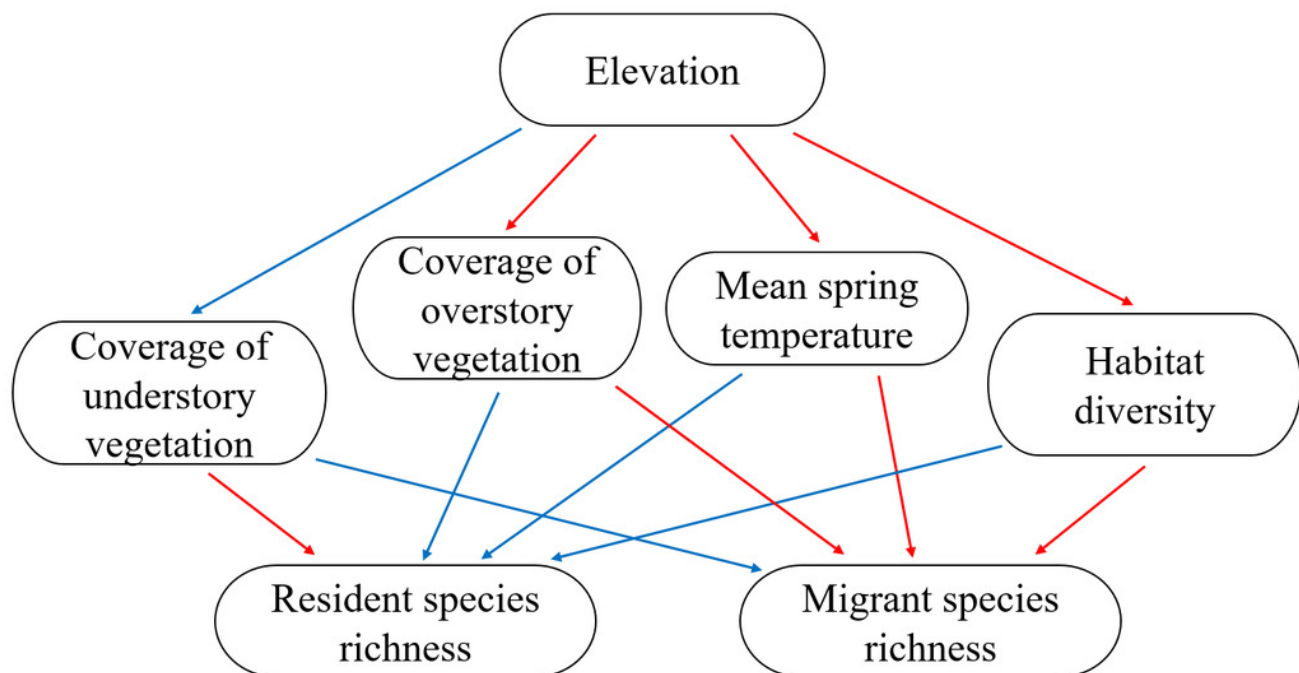 Elevation
Coverage of
overstory
vegetation
Mean spring
temperature
Coverage of
understory
vegetation
Habitat
diversity
Resident species
richness
Migrant species
richness